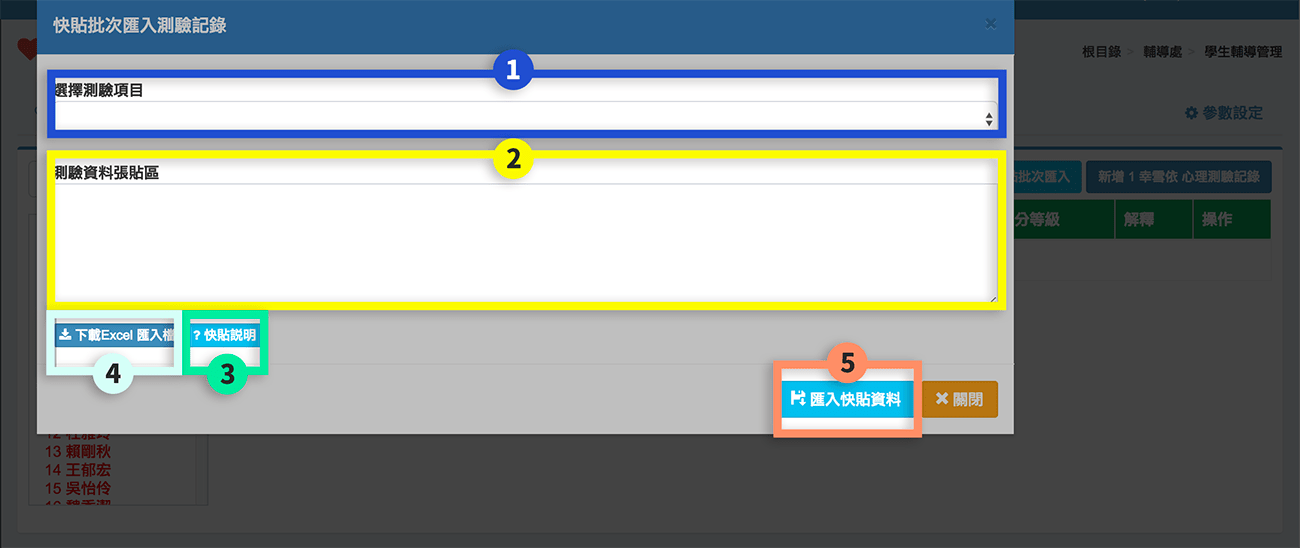 快貼批次匯入測驗記錄
×
根目錄 > 輔導處 > 學生輔導管理
1
選擇測驗項目
參數設定
2
測驗資料張貼區
貼批次匯入
新增 1 幸雲依 心理測驗記錄
分等級 解釋 操作
下載Excel 匯入檔
? 快貼說明
4
3
5
匯入快貼資料
關閉
13 賴剛秋
14 王郁宏
15 吳怡伶